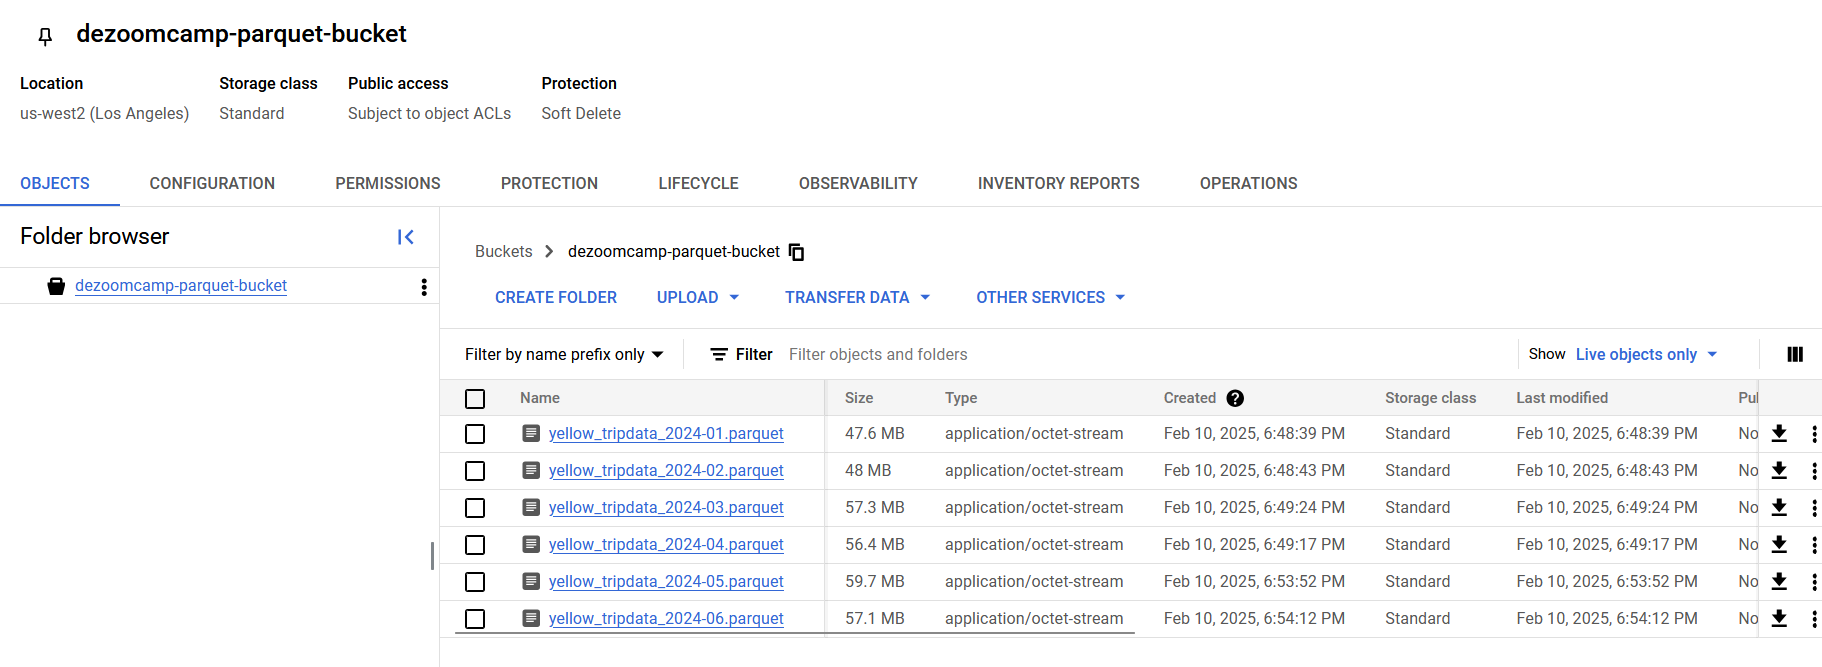 dezoomcamp-parquet-bucket
Location Storage class Public access Protection
us-west2 (Los Angeles) Standard Subject to object ACLs Soft Delete
OBJECTS CONFIGURATION PERMISSIONS PROTECTION LIFECYCLE OBSERVABILITY INVENTORY REPORTS OPERATIONS
Folder browser
dezoomcamp-parquet-bucket
Buckets dezoomcamp-parquet-bucket
CREATE FOLDER UPLOAD TRANSFER DATA OTHER SERVICES
Filter by name prefix only Filter Filter objects and folders Show Live objects only
Name Size Type Created ? Storage class Last modified
yellow_tripdata_2024-01.parquet 47.6 MB application/octet-stream Feb 10, 2025, 6:48:39 PM Standard Feb 10, 2025, 6:48:39 PM No
yellow_tripdata_2024-02.parquet 48 MB application/octet-stream Feb 10, 2025, 6:48:43 PM Standard Feb 10, 2025, 6:48:43 PM No
yellow_tripdata_2024-03.parquet 57.3 MB application/octet-stream Feb 10, 2025, 6:49:24 PM Standard Feb 10, 2025, 6:49:24 PM No
yellow_tripdata_2024-04.parquet 56.4 MB application/octet-stream Feb 10, 2025, 6:49:17 PM Standard Feb 10, 2025, 6:49:17 PM No
yellow_tripdata_2024-05.parquet 59.7 MB application/octet-stream Feb 10, 2025, 6:53:52 PM Standard Feb 10, 2025, 6:53:52 PM No
yellow_tripdata_2024-06.parquet 57.1 MB application/octet-stream Feb 10, 2025, 6:54:12 PM Standard Feb 10, 2025, 6:54:12 PM No